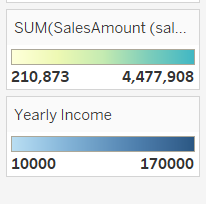 SUM(SalesAmount (sal...
210,873 4,477,908
Yearly Income
10000 170000